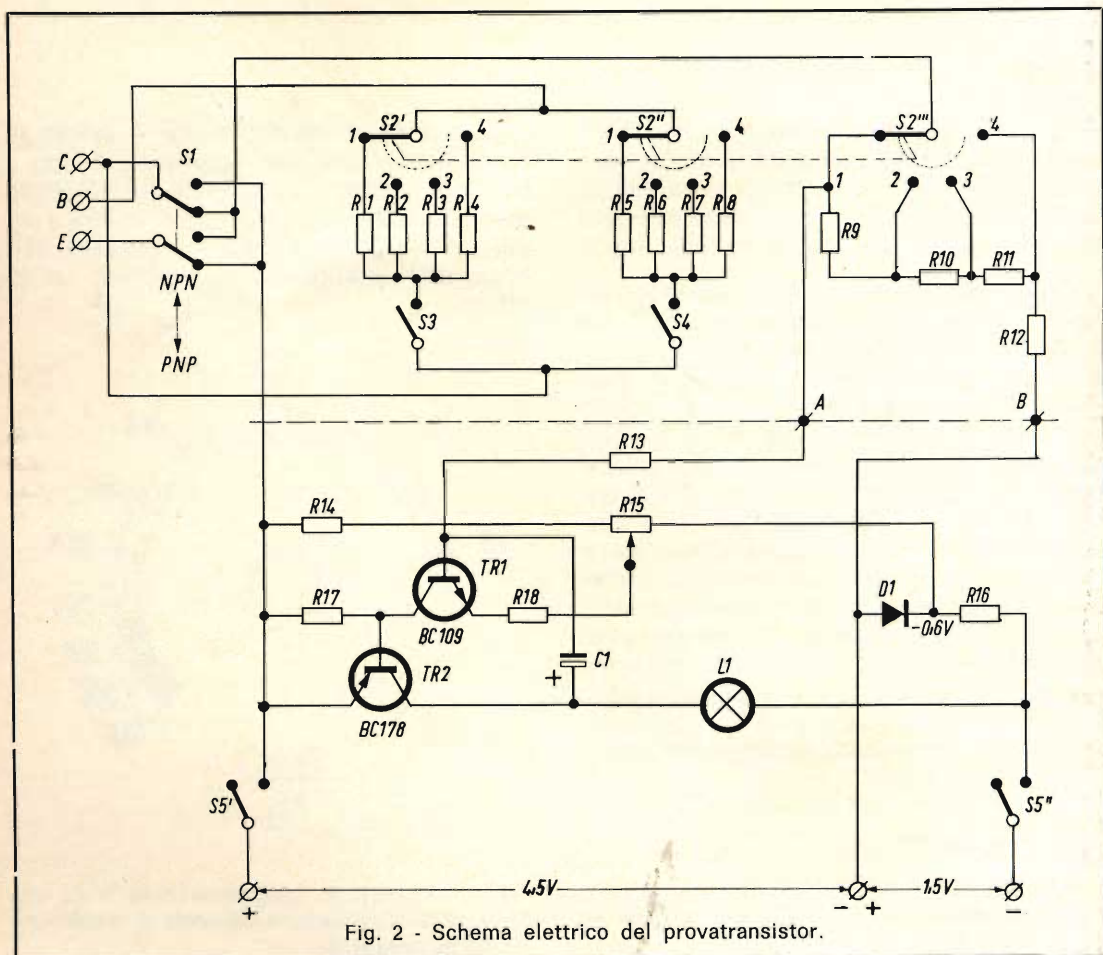 1
S2'
4
1
S2"
4
S2'''
4
C
S1
B
2
3
2
3
1
2
3
E
R1
R2
R3
R4
R5
R6
R7
R8
R9
R10
R11
NPN
S3
S4
R12
PNP
A
B
R13
R14
R15
TR1
D1
R17
R18
R16
-0,6V
BC109
+
C1
L1
TR2
BC178
S5'
S5"
4,5V
1,5V
+
-
+
-
Fig. 2 - Schema elettrico del provatransistor.